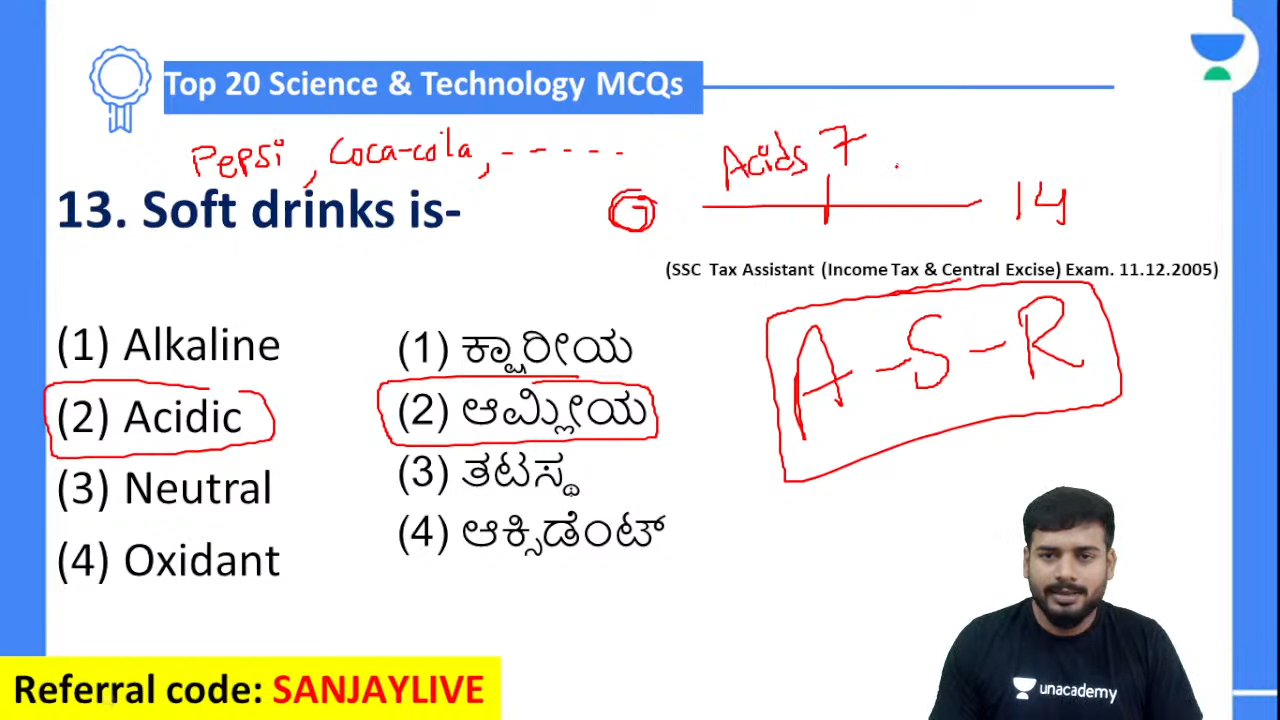 Top 20 Science & Technology MCQs
Pepsi, Coca-cola, ------
Acids 7
14
13. Soft drinks is-
(SSC Tax Assistant (Income Tax & Central Excise) Exam. 11.12.2005)
A-S-R
(1) Alkaline
(2) Acidic
(3) Neutral
(4) Oxidant
(1) ಕ್ಷಾರೀಯ
(2) ಆಮ್ಲೀಯ
(3) ತಟಸ್ಥ
(4) ಆಕ್ಸಿಡೆಂಟ್
unacademy
Referral code: SANJAYLIVE